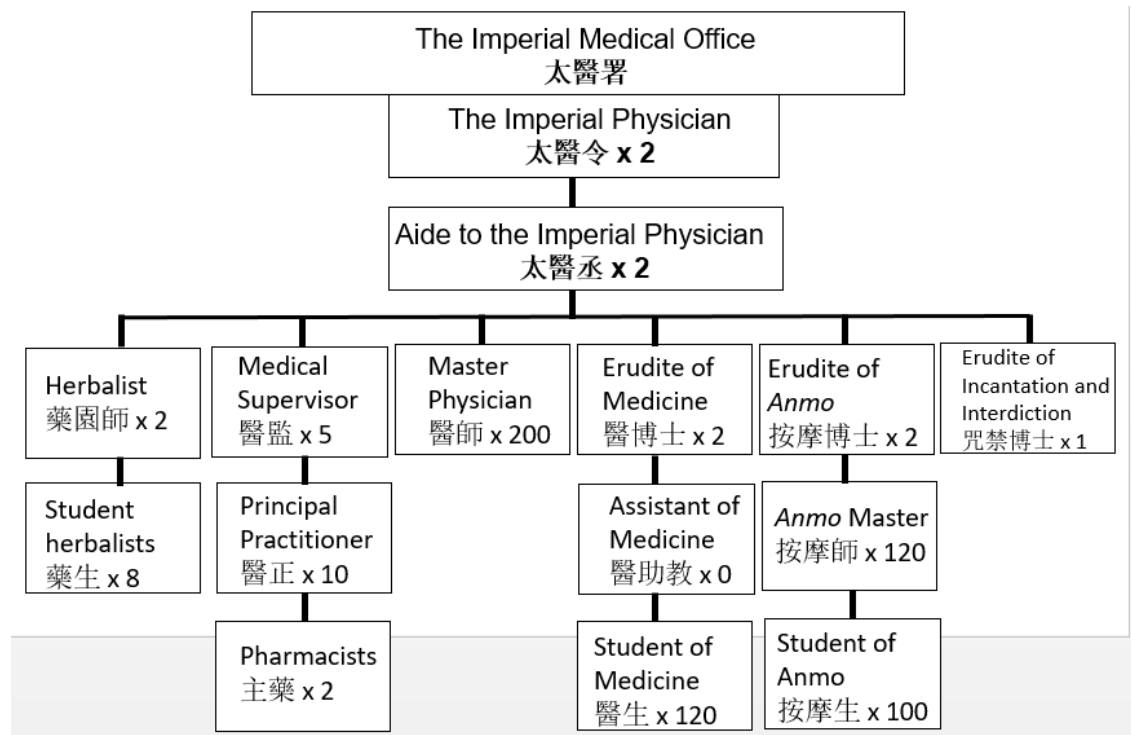 The Imperial Medical Office
太醫署
The Imperial Physician
太醫令 x 2
Aide to the Imperial Physician
太醫丞 x 2
Herbalist
藥園師 x 2
Medical
Supervisor
醫監 x 5
Master
Physician
醫師 x 200
Erudite of
Medicine
醫博士 x 2
Erudite of
Anmo
按摩博士 x 2
Erudite of
Incantation and
Interdiction
咒禁博士 x 1
Student
herbalists
藥生 x 8
Principal
Practitioner
醫正 x 10
Assistant of
Medicine
醫助教 x 0
Anmo Master
按摩師 x 120
Pharmacists
主藥 x 2
Student of
Medicine
醫生 x 120
Student of
Anmo
按摩生 x 100